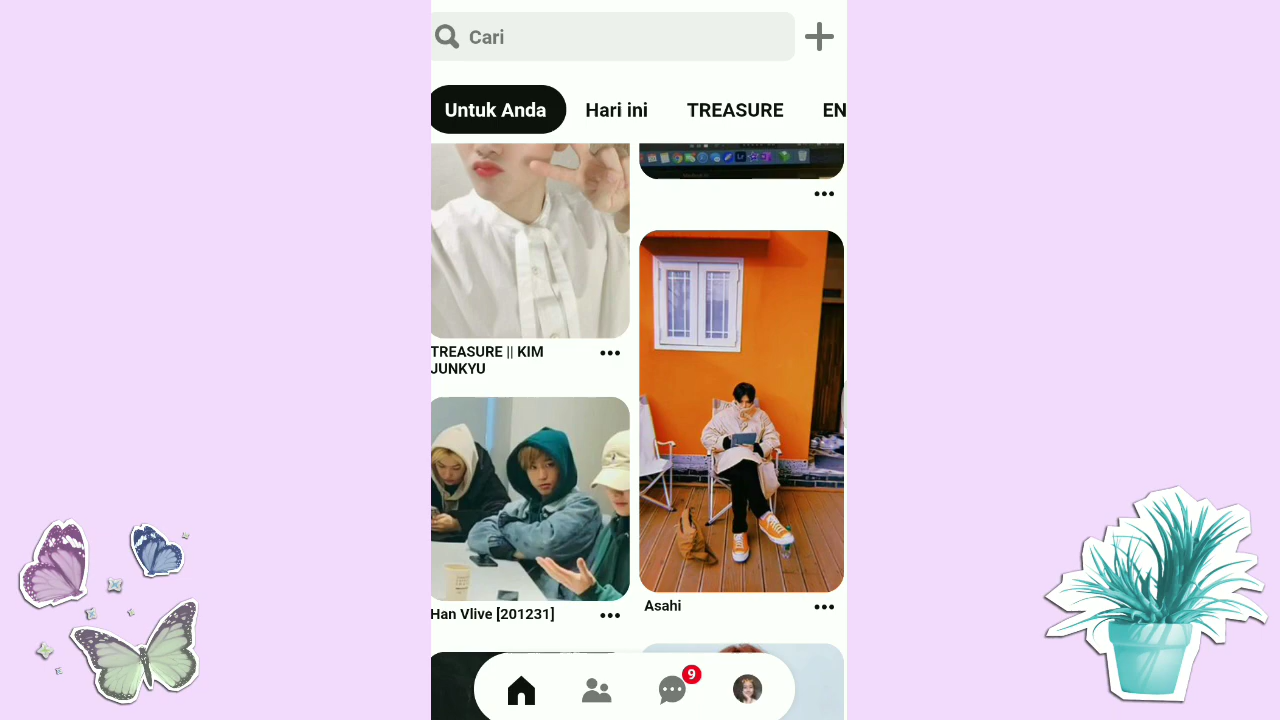 Cari
Untuk Anda
Hari ini
TREASURE
EN
TREASURE || KIM
JUNKYU
Han Vlive [201231]
Asahi
9